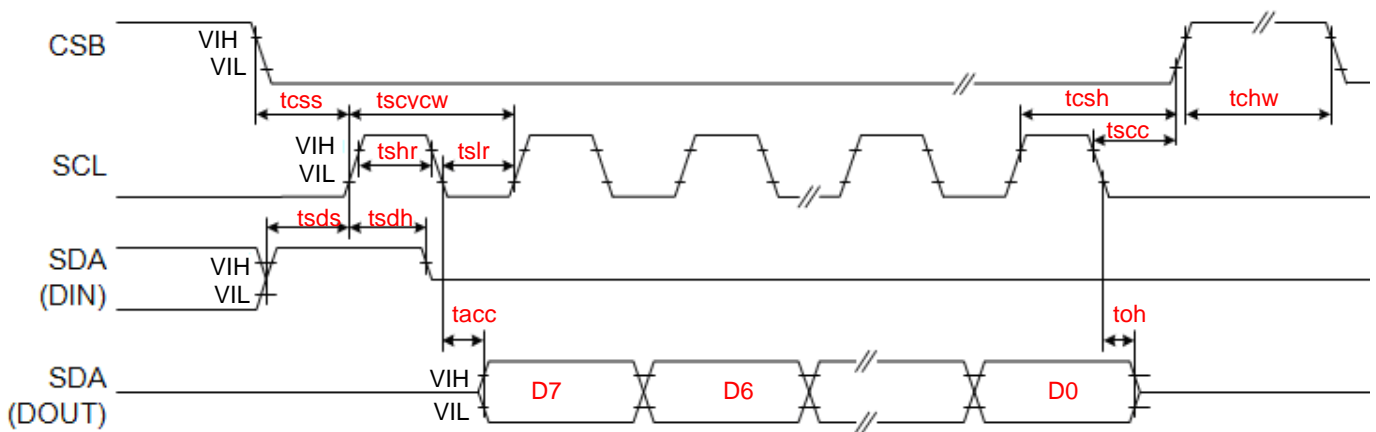 CSB
VIH
VIL
tcss
tscvcw
tcsh
tchw
tscc
SCL
VIH
VIL
tshr
tslr
tsds
tsdh
SDA
(DIN)
VIH
VIL
tacc
toh
SDA
(DOUT)
VIH
VIL
D7
D6
D0